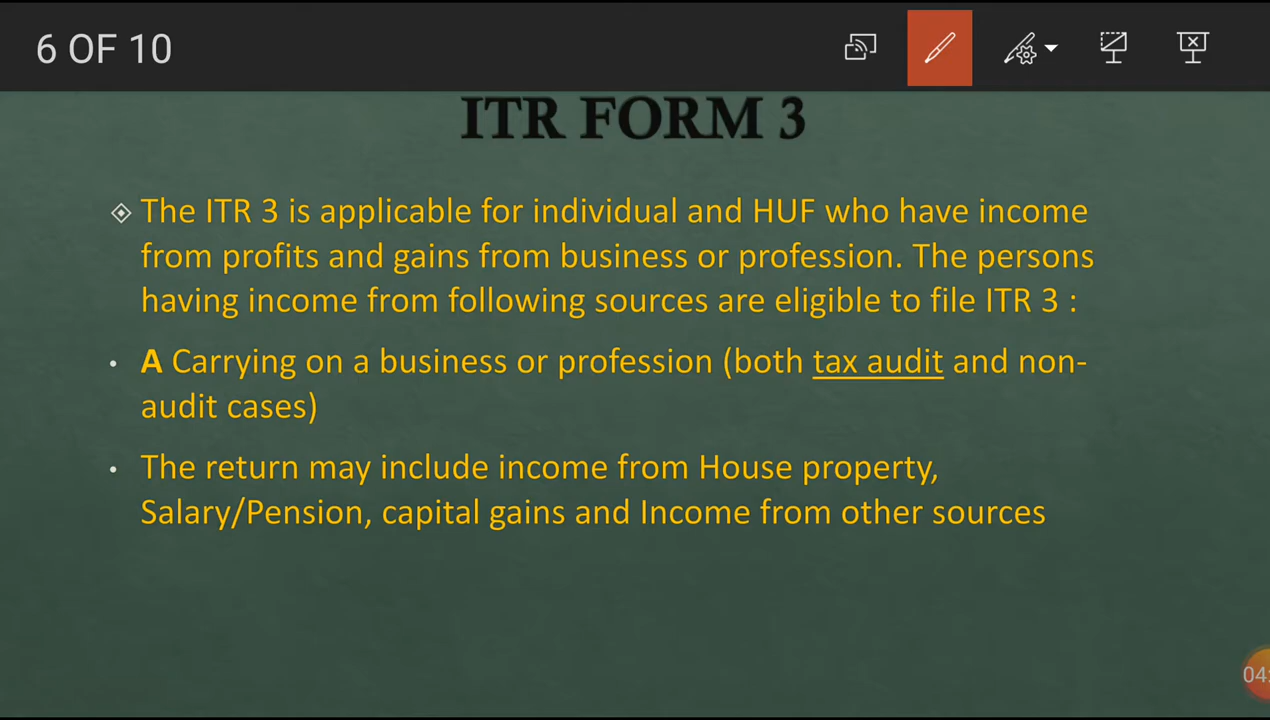 6 OF 10
ITR FORM 3
The ITR 3 is applicable for individual and HUF who have income
from profits and gains from business or profession. The persons
having income from following sources are eligible to file ITR 3 :
A Carrying on a business or profession (both tax audit and non-
audit cases)
The return may include income from House property,
Salary/Pension, capital gains and Income from other sources